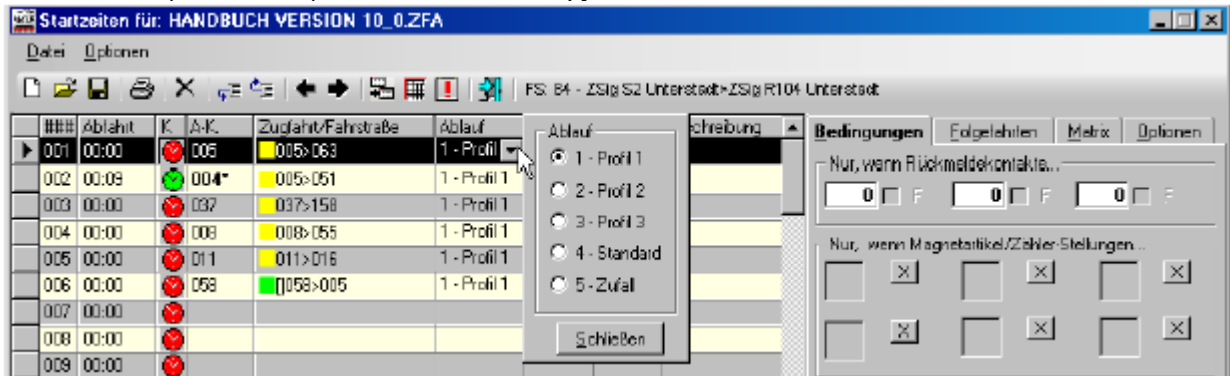 Startzeiten für: HANDBUCH VERSION 10_0.ZFA
Datei Optionen
FS: 84 - ZSig S2 Unterstadt>ZSig R104 Unterstadt
### Abfahrt K. A-K. Zugfahrt/Fahrstraße Ablauf chreibung
001 00:00 005 005>063 1 - Profil
002 00:09 004* 005>051 1 - Profil 1
003 00:00 037 037>158 1 - Profil 1
004 00:00 008 008>055 1 - Profil 1
005 00:00 011 011>016 1 - Profil 1
006 00:00 058 []058>005 1 - Profil 1
007 00:00
008 00:00
009 00:00
Ablauf
1 - Profil 1
2 - Profil 2
3 - Profil 3
4 - Standard
5 - Zufall
Schließen
Bedingungen Folgefahrten Matrix Optionen
Nur, wenn Rückmeldekontakte...
0 F 0 F 0 F
Nur, wenn Magnetartikel/Zähler-Stellungen...
X X X
X X X